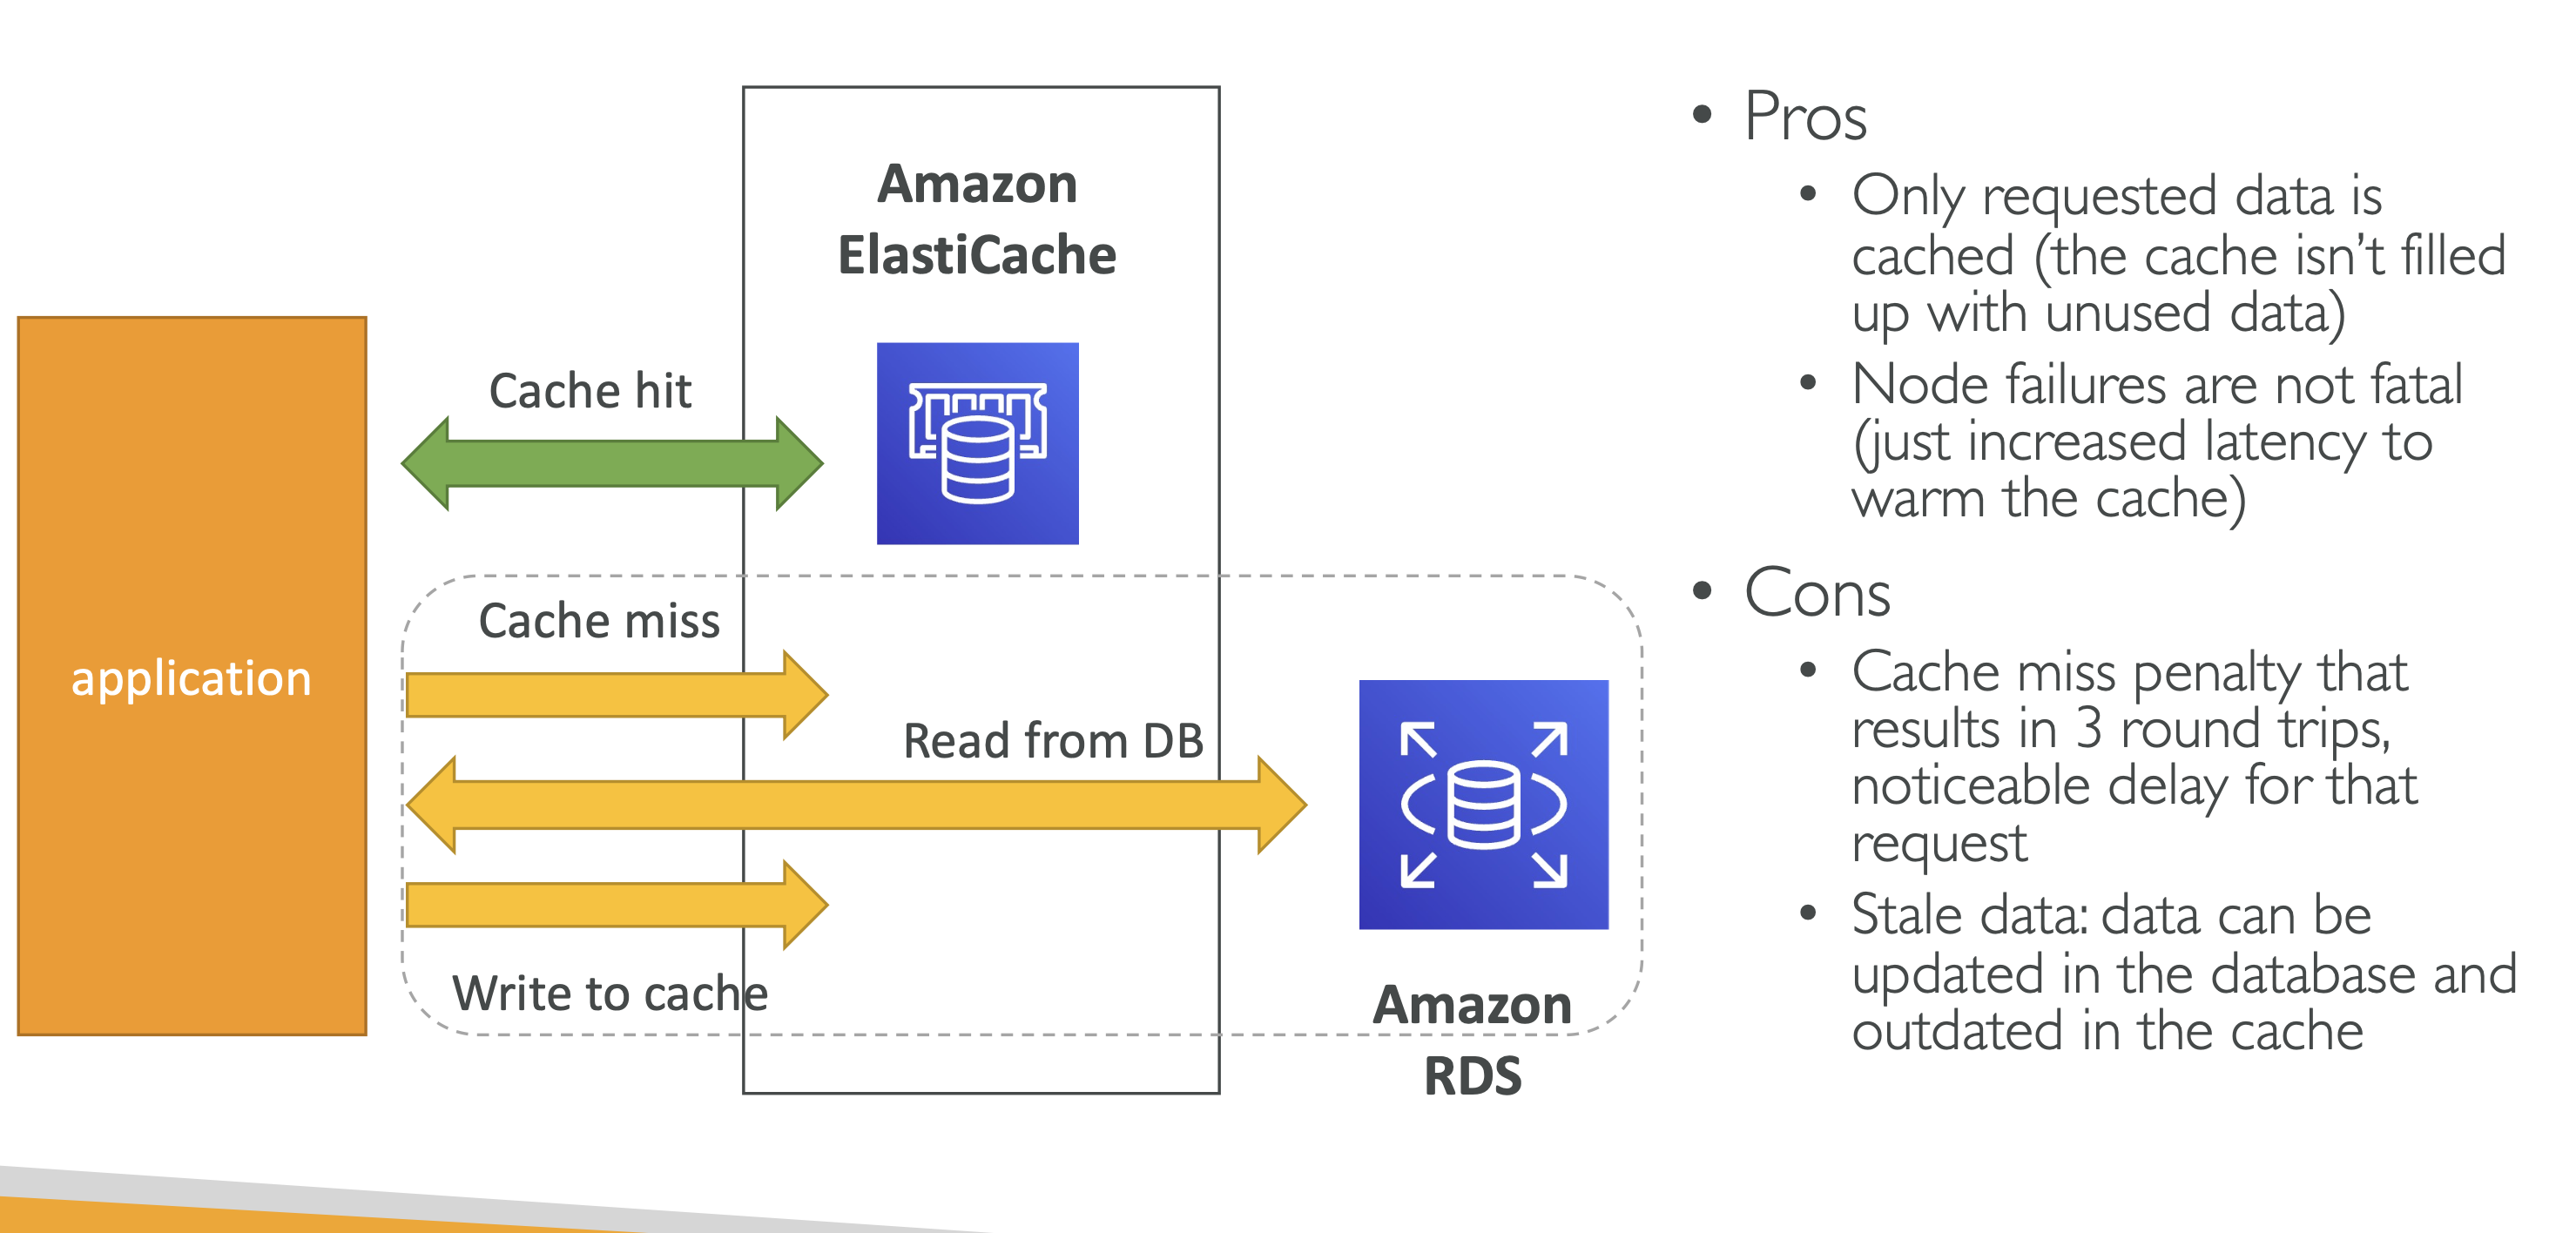 Amazon
ElastiCache
Cache hit
application
Cache miss
Read from DB
Write to cache
Amazon
RDS
• Pros
• Only requested data is
cached (the cache isn’t filled
up with unused data)
• Node failures are not fatal
(just increased latency to
warm the cache)
• Cons
• Cache miss penalty that
results in 3 round trips,
noticeable delay for that
request
• Stale data: data can be
updated in the database and
outdated in the cache